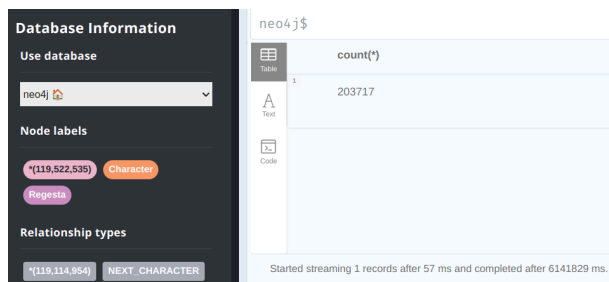 Database Information
Use database
neo4j 🏠
Node labels
*(119,522,535) Character
Regesta
Relationship types
*(119,114,954) NEXT_CHARACTER
neo4j$
Table
Text
Code
count(*)
1
203717
Started streaming 1 records after 57 ms and completed after 6141829 ms.